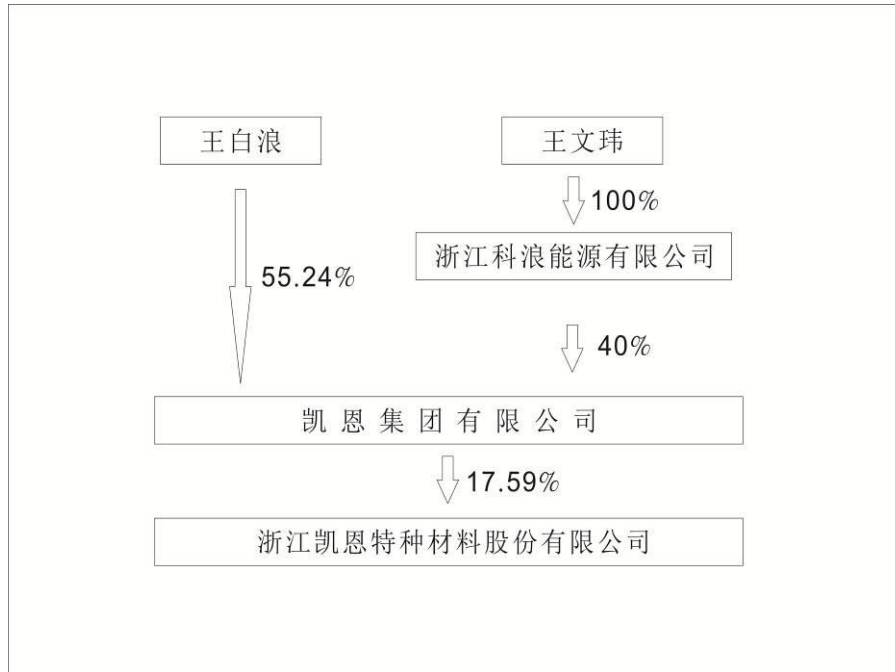 王白浪
王文玮
100%
浙江科浪能源有限公司
55.24%
40%
凯恩集团有限公司
17.59%
浙江凯恩特种材料股份有限公司